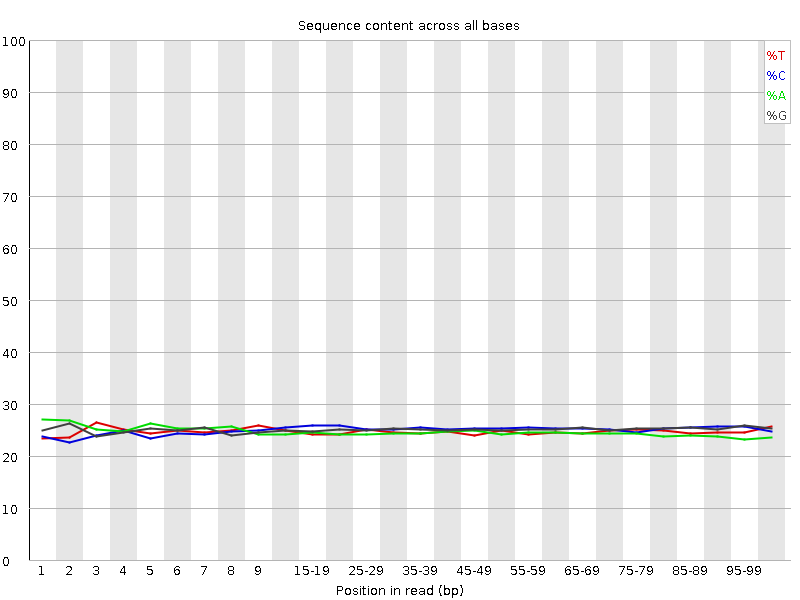 Sequence content across all bases
100
90
80
70
60
50
40
30
20
10
0
%T
%C
%A
%G
1 2 3 4 5 6 7 8 9 15-19 25-29 35-39 45-49 55-59 65-69 75-79 85-89 95-99
Position in read (bp)